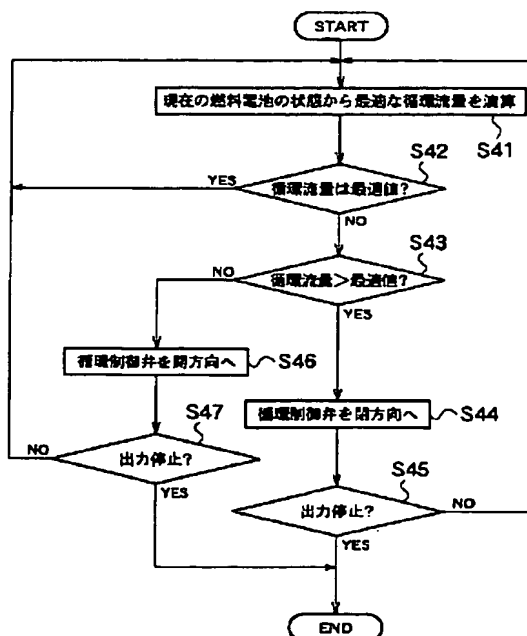 START
現在の燃料電池の状態から最適な循環流量を演算
S41
S42
YES
循環流量は最適値?
NO
S43
NO
循環流量>最適値?
YES
循環制御弁を開方向へ
S46
循環制御弁を閉方向へ
S44
S47
NO
出力停止?
YES
S45
出力停止?
NO
YES
END